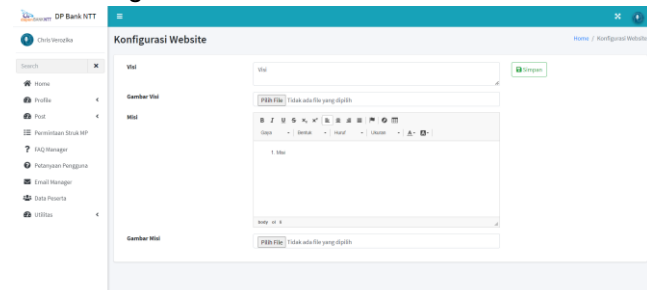 DP Bank NTT
Chris Verozika
Konfigurasi Website
Home / Konfigurasi Website
Search
Home
Profile
Post
Permintaan Struk MP
FAQ Manager
Petanyaan Pengguna
Email Manager
Data Peserta
Utilitas
Visi
Visi
Simpan
Gambar Visi
Pilih File Tidak ada file yang dipilih
Misi
B I U S
Gaya Bentuk Huruf Ukuran A A
1. Misi
body ol li
Gambar Misi
Pilih File Tidak ada file yang dipilih